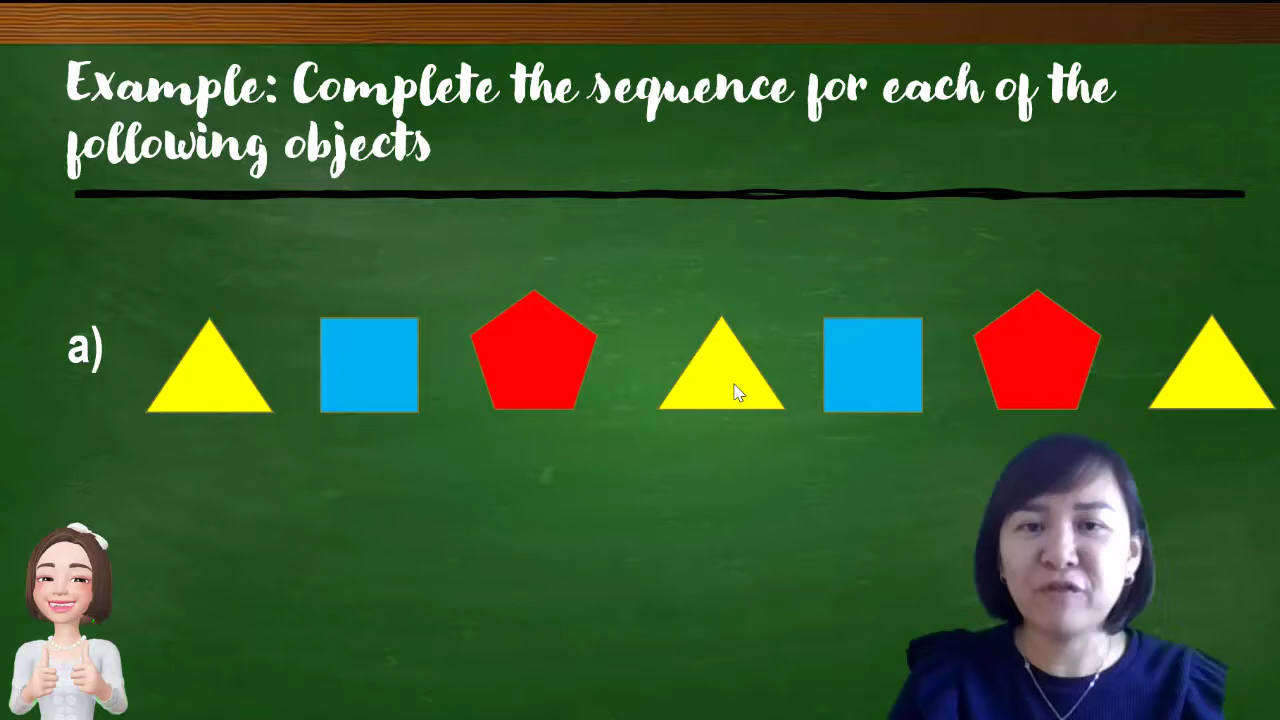 Example: Complete the sequence for each of the
following objects
a)